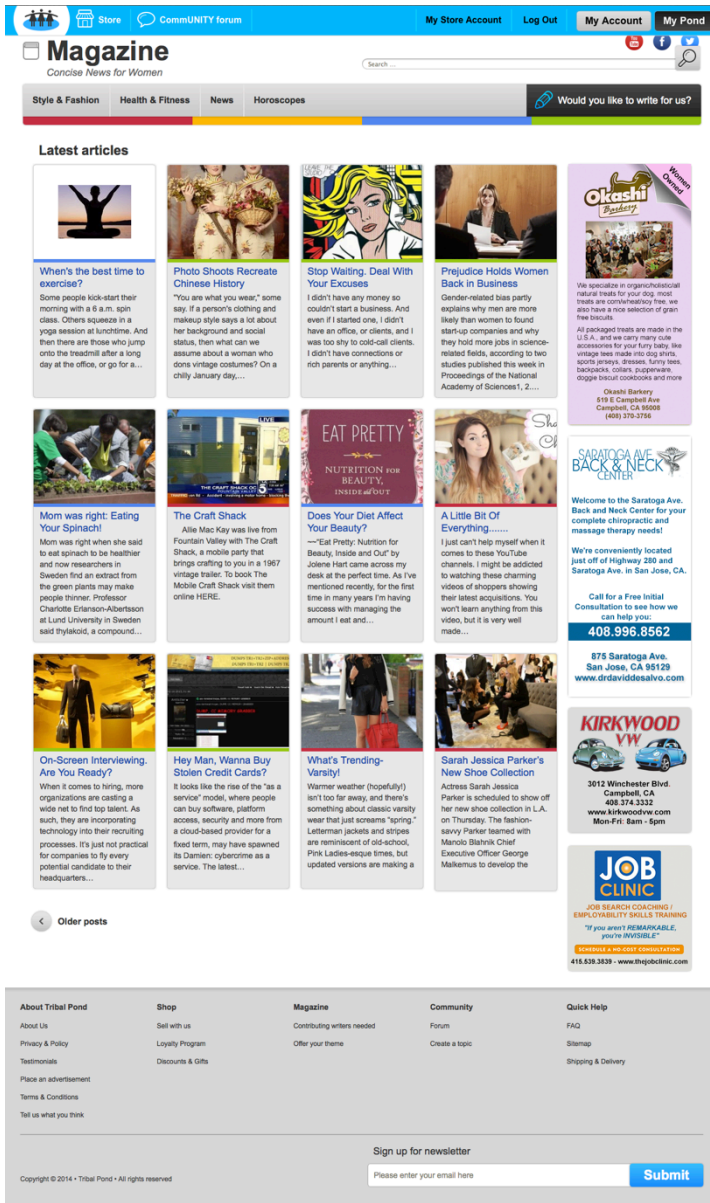 Store
CommUNITY forum
My Store Account
Log Out
My Account
My Pond
Magazine
Concise News for Women
Search ...
Style & Fashion
Health & Fitness
News
Horoscopes
Would you like to write for us?
Latest articles
When's the best time to
exercise?
Some people kick-start their
morning with a 6 a.m. spin
class. Others squeeze in a
yoga session at lunchtime. And
then there are those who jump
onto the treadmill after a long
day at the office, or go for a…
Photo Shoots Recreate
Chinese History
"You are what you wear," some
say. If a person's clothing and
makeup style says a lot about
her background and social
status, then what can we
assume about a woman who
dons vintage costumes? On a
chilly January day,…
Stop Waiting. Deal With
Your Excuses
I didn't have any money so
couldn't start a business. And
even if I started one, I didn't
have an office, or clients, and I
was too shy to cold-call clients.
I didn't have connections or
rich parents or anything…
Prejudice Holds Women
Back in Business
Gender-related bias partly
explains why men are more
likely than women to found
start-up companies and why
they hold more jobs in science-
related fields, according to two
studies published this week in
Proceedings of the National
Academy of Sciences1, 2.…
Women
Owned
Okashi
Barkery
We specialize in organic/holistic/all
natural treats for your dog. most
treats are corn/wheat/soy free, we
also have a nice selection of grain
free biscuits
All packaged treats are made in the
U.S.A., and we carry many cute
accessories for your furry baby, like
vintage tees made into dog shirts,
sports jerseys, dresses, funny tees,
backpacks, collars, pupperware,
doggie biscuit cookbooks and more
Okashi Barkery
519 E Campbell Ave
Campbell, CA 95008
(408) 370-3756
LIVE
THE CRAFT SHACK OC
5
EAT PRETTY
NUTRITION FOR
BEAUTY,
INSIDE and OUT
Mom was right: Eating
Your Spinach!
Mom was right when she said
to eat spinach to be healthier
and now researchers in
Sweden find an extract from
the green plants may make
people thinner. Professor
Charlotte Erlanson-Albertsson
at Lund University in Sweden
said thylakoid, a compound…
The Craft Shack
Allie Mac Kay was live from
Fountain Valley with The Craft
Shack, a mobile party that
brings crafting to you in a 1967
vintage trailer. To book The
Mobile Craft Shack visit them
online HERE.
Does Your Diet Affect
Your Beauty?
~~"Eat Pretty: Nutrition for
Beauty, Inside and Out" by
Jolene Hart came across my
desk at the perfect time. As I've
mentioned recently, for the first
time in many years I'm having
success with managing the
amount I eat and…
A Little Bit Of
Everything.......
I just can't help myself when it
comes to these YouTube
channels. I might be addicted
to watching these charming
videos of shoppers showing
their latest acquisitions. You
won't learn anything from this
video, but it is very well
made…
SARATOGA AVE
BACK & NECK
CENTER
Welcome to the Saratoga Ave.
Back and Neck Center for your
complete chiropractic and
massage therapy needs!
We're conveniently located
just off of Highway 280 and
Saratoga Ave. in San Jose, CA.
Call for a Free Initial
Consultation to see how we
can help you:
408.996.8562
875 Saratoga Ave.
San Jose, CA 95129
www.drdaviddesalvo.com
On-Screen Interviewing.
Are You Ready?
When it comes to hiring, more
organizations are casting a
wide net to find top talent. As
such, they are incorporating
technology into their recruiting
processes. It's just not practical
for companies to fly every
potential candidate to their
headquarters…
Hey Man, Wanna Buy
Stolen Credit Cards?
It looks like the rise of the "as a
service" model, where people
can buy software, platform
access, security and more from
a cloud-based provider for a
fixed term, may have spawned
its Damien: cybercrime as a
service. The latest…
What's Trending-
Varsity!
Warmer weather (hopefully!)
isn't too far away, and there's
something about classic varsity
wear that just screams "spring."
Letterman jackets and stripes
are reminiscent of old-school,
Pink Ladies-esque times, but
updated versions are making a
Sarah Jessica Parker's
New Shoe Collection
Actress Sarah Jessica
Parker is scheduled to show off
her new shoe collection in L.A.
on Thursday. The fashion-
savvy Parker teamed with
Manolo Blahnik Chief
Executive Officer George
Malkemus to develop the
KIRKWOOD
VW
3012 Winchester Blvd.
Campbell, CA
408.374.3332
www.kirkwoodvw.com
Mon-Fri: 8am - 5pm
JOB
CLINIC
JOB SEARCH COACHING /
EMPLOYABILITY SKILLS TRAINING
"If you aren't REMARKABLE,
you're INVISIBLE"
SCHEDULE A NO-COST CONSULTATION
415.539.3839 - www.thejobclinic.com
Older posts
About Tribal Pond
About Us
Privacy & Policy
Testimonials
Place an advertisement
Terms & Conditions
Tell us what you think
Shop
Sell with us
Loyalty Program
Discounts & Gifts
Magazine
Contributing writers needed
Offer your theme
Community
Forum
Create a topic
Quick Help
FAQ
Sitemap
Shipping & Delivery
Sign up for newsletter
Please enter your email here
Submit
Copyright © 2014 • Tribal Pond • All rights reserved